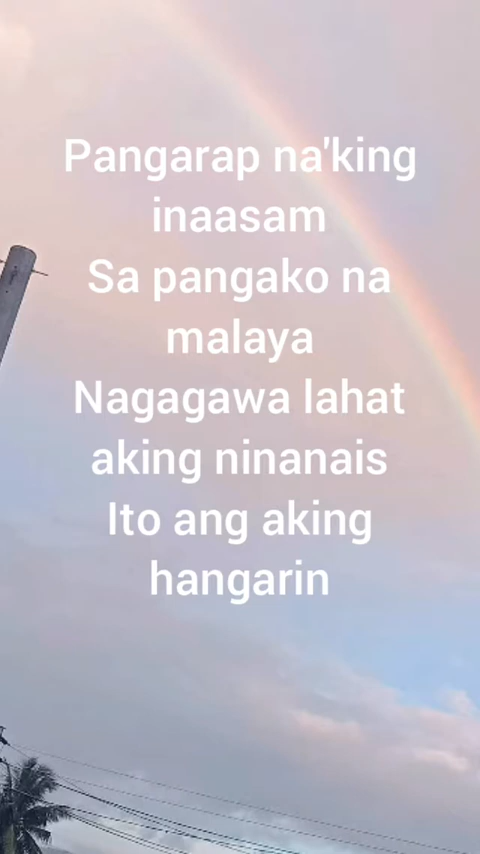 Pangarap na'king
inaasam
Sa pangako na
malaya
Nagagawa lahat
aking ninanais
Ito ang aking
hangarin